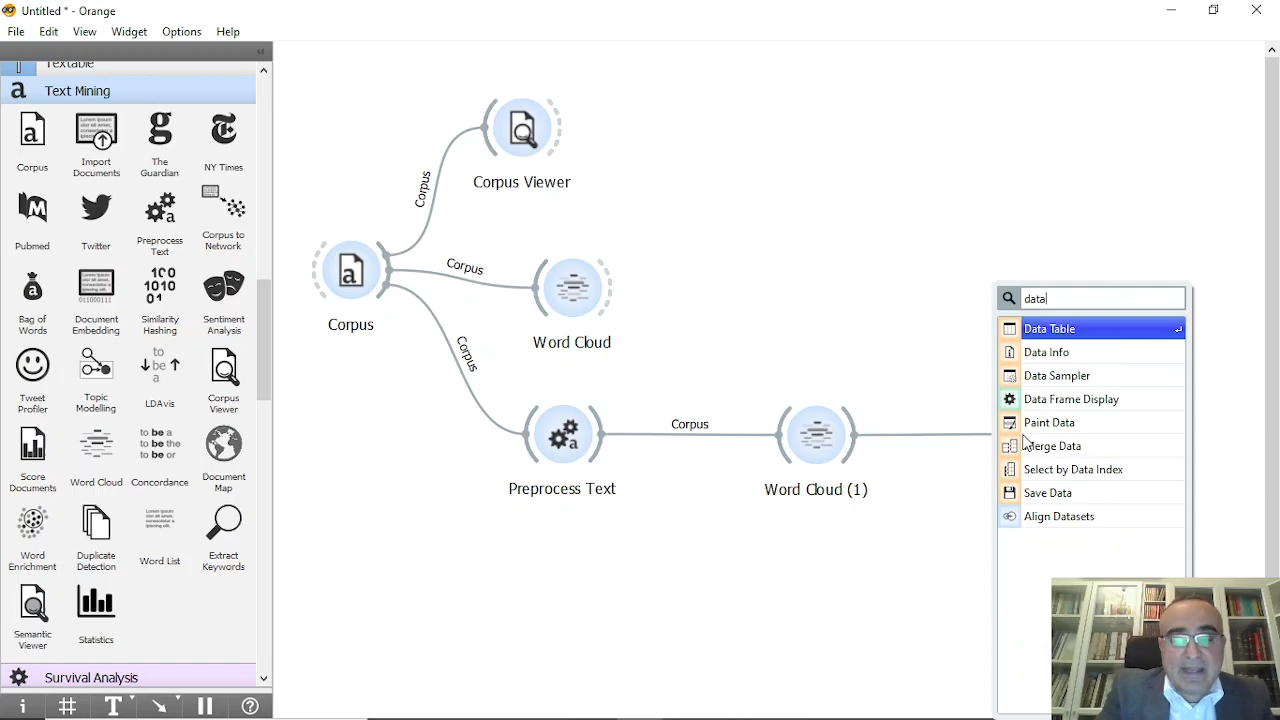 Untitled * - Orange
File Edit View Widget Options Help
Textable
Text Mining
Corpus
Import Documents
The Guardian
NY Times
Pubmed
Twitter
Preprocess Text
Corpus to Network
Bag of Words
Document Embedding
Similarity Hashing
Sentiment Analysis
Tweet Profiler
Topic Modelling
LDAvis
Corpus Viewer
Score Documents
Word Cloud
Concordance
Document Map
Word Enrichment
Duplicate Detection
Word List
Extract Keywords
Semantic Viewer
Statistics
Survival Analysis
Corpus Viewer
Corpus
Corpus
Corpus
Word Cloud
Corpus
Preprocess Text
Corpus
Word Cloud (1)
data
Data Table
Data Info
Data Sampler
Data Frame Display
Paint Data
Merge Data
Select by Data Index
Save Data
Align Datasets